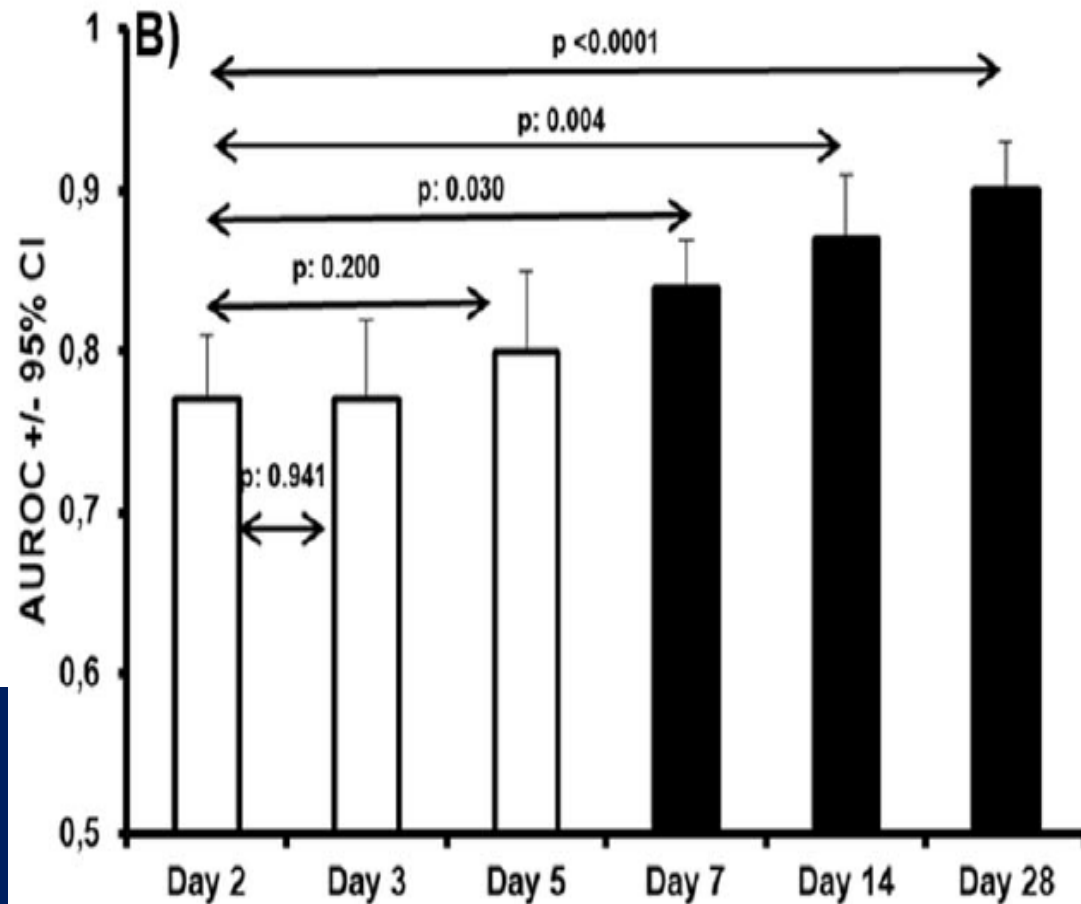 1
B)
p <0.0001
p: 0.004
0,9
p: 0.030
p: 0.200
0,8
p: 0.941
0,7
0,6
0,5
AUROC +/- 95% CI
Day 2 Day 3 Day 5 Day 7 Day 14 Day 28